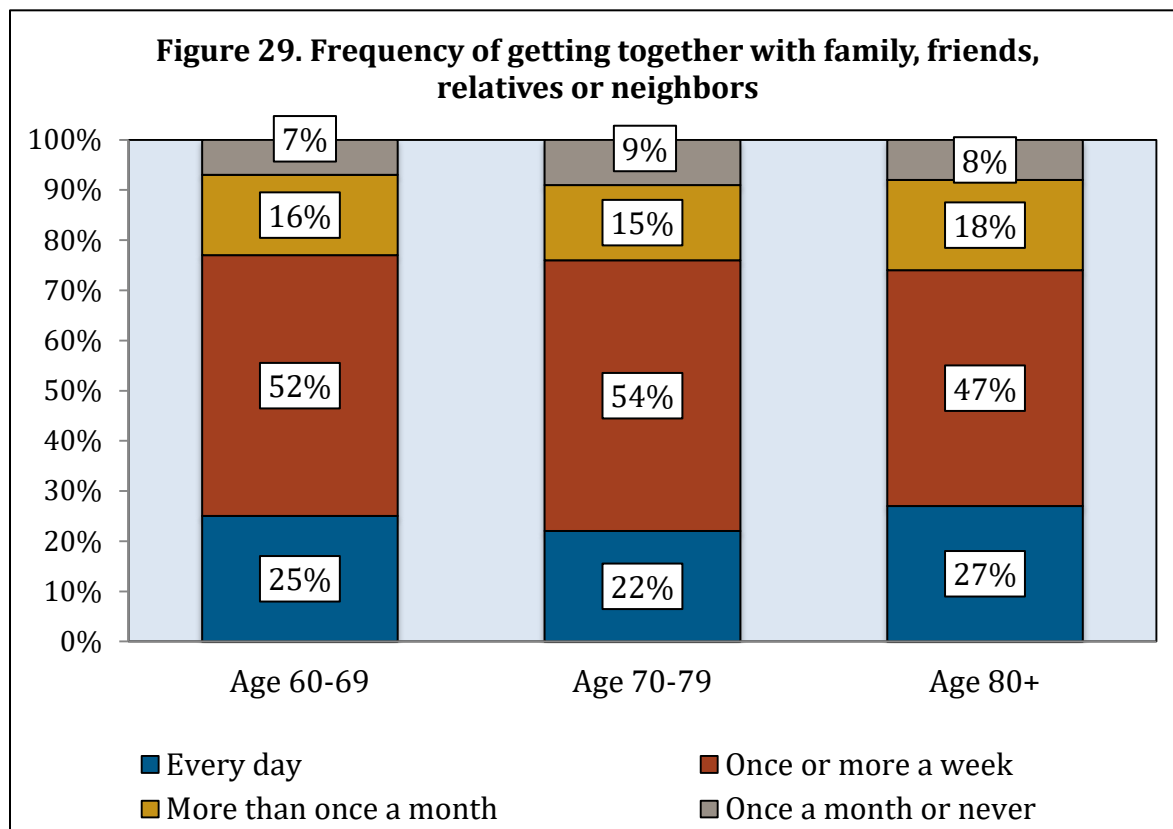 Figure 29. Frequency of getting together with family, friends,
relatives or neighbors
100%
90%
80%
70%
60%
50%
40%
30%
20%
10%
0%
7%
16%
52%
25%
9%
15%
54%
22%
8%
18%
47%
27%
Age 60-69
Age 70-79
Age 80+
Every day
Once or more a week
More than once a month
Once a month or never